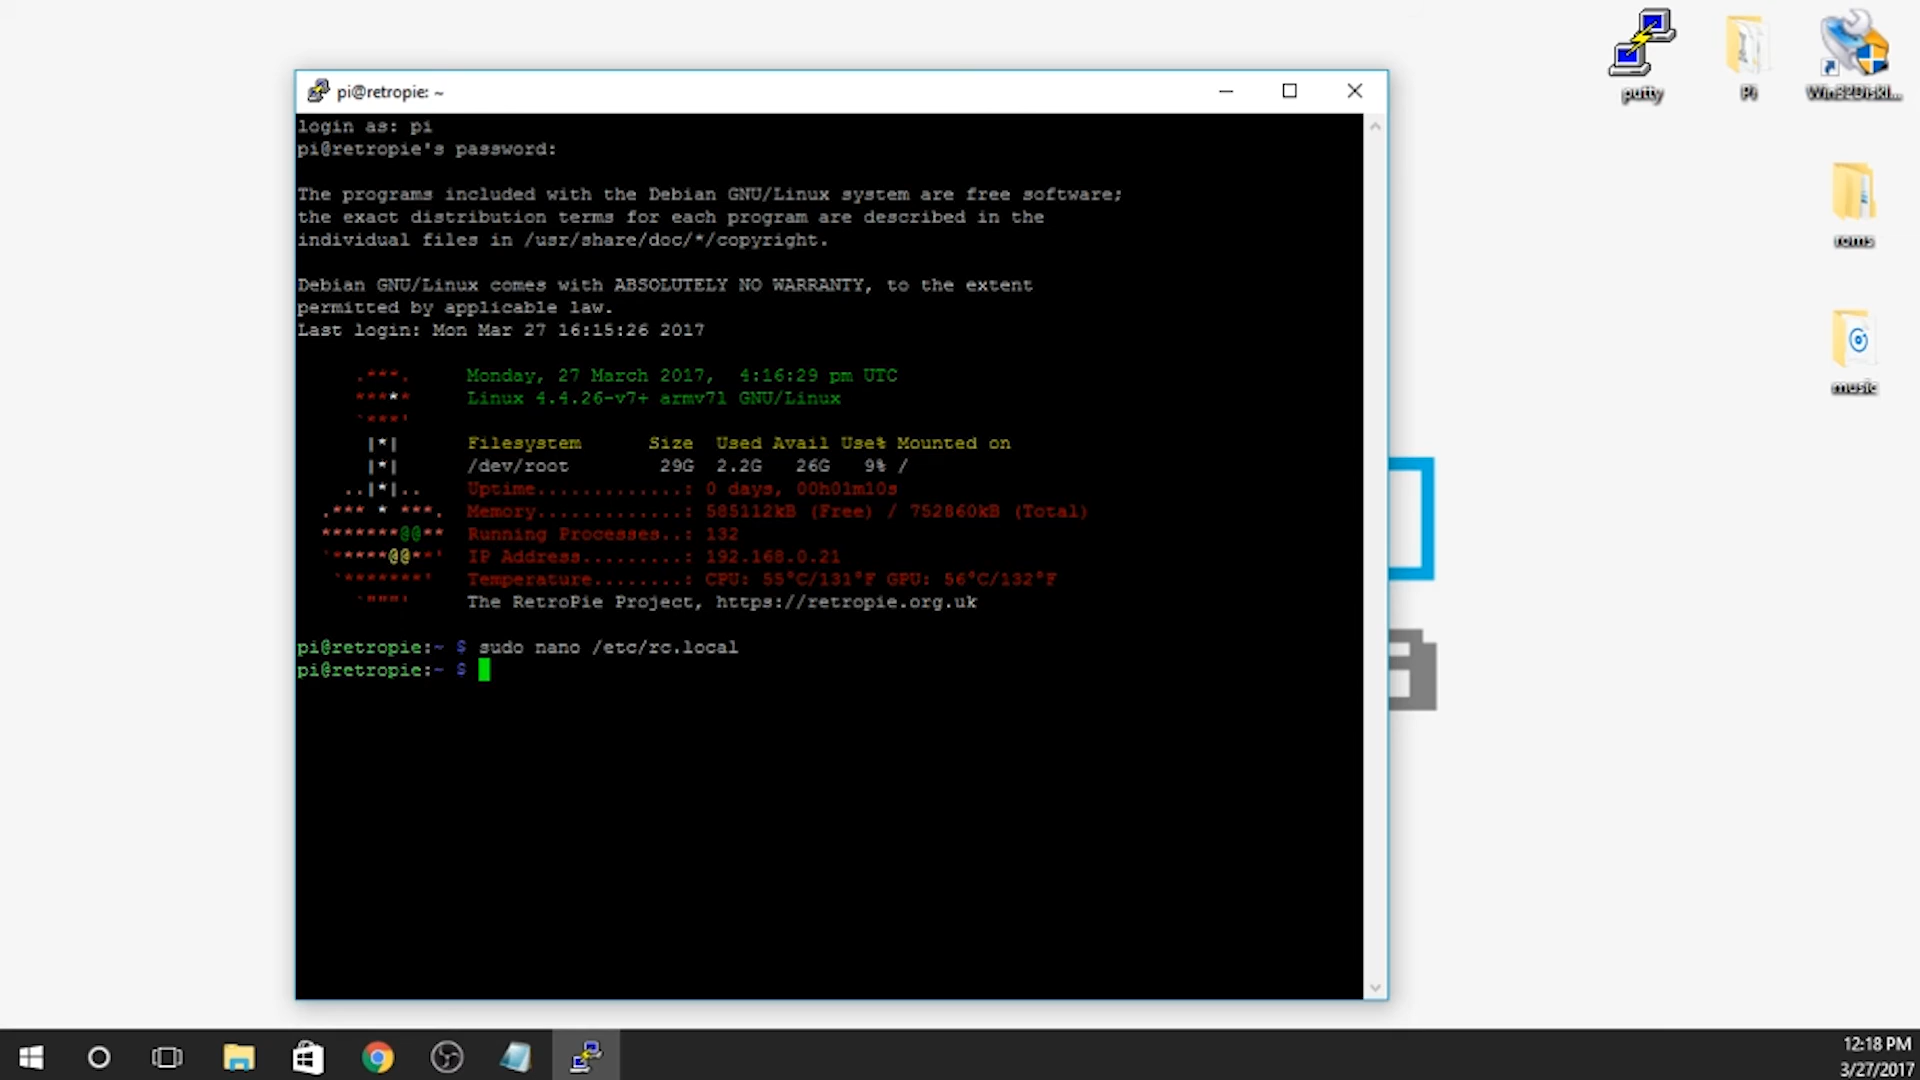 pi@retropie: ~
login as: pi
pi@retropie's password:
The programs included with the Debian GNU/Linux system are free software;
the exact distribution terms for each program are described in the
individual files in /usr/share/doc/*/copyright.
Debian GNU/Linux comes with ABSOLUTELY NO WARRANTY, to the extent
permitted by applicable law.
Last login: Mon Mar 27 16:15:26 2017
Monday, 27 March 2017,  4:16:29 pm UTC
Linux 4.4.26-v7+ armv7l GNU/Linux
Filesystem      Size  Used Avail Use% Mounted on
/dev/root        29G  2.2G   26G   9% /
Uptime.............: 0 days, 00h01m10s
Memory.............: 585112kB (Free) / 752860kB (Total)
Running Processes..: 132
IP Address.........: 192.168.0.21
Temperature........: CPU: 55°C/131°F GPU: 56°C/132°F
The RetroPie Project, https://retropie.org.uk
pi@retropie:~ $ sudo nano /etc/rc.local
pi@retropie:~ $
putty
Pi
Win32DiskI...
roms
music
12:18 PM
3/27/2017